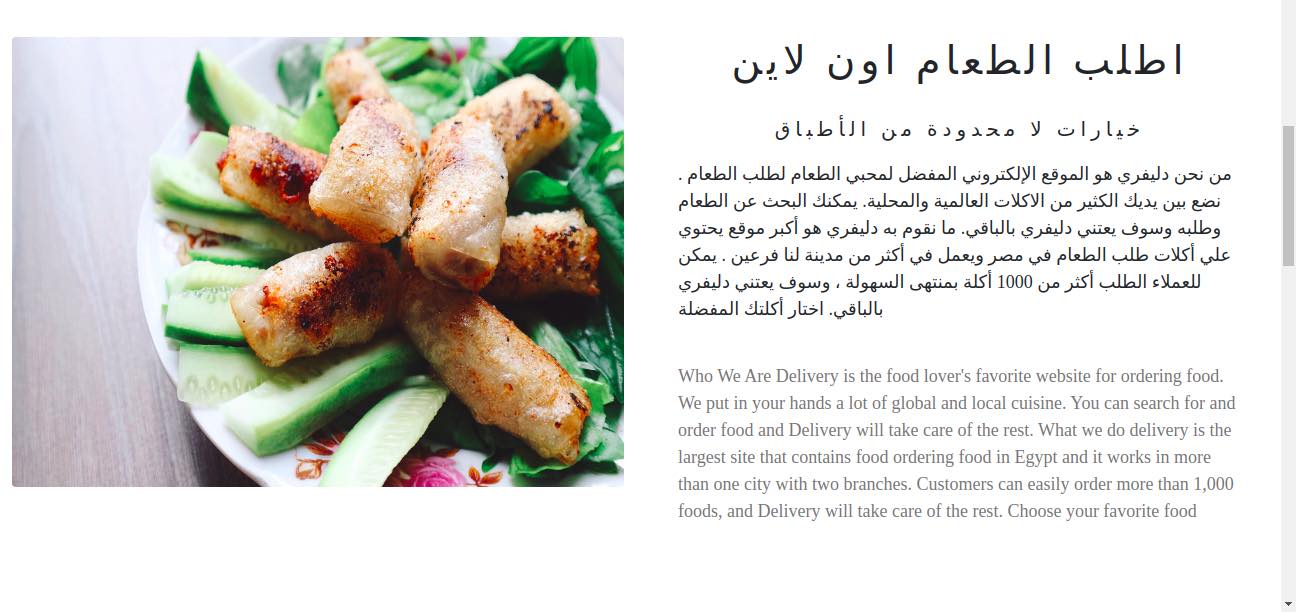 اطلب الطعام اون لاين
خيارات لا محدودة من الأطباق
من نحن دليفري هو الموقع الإلكتروني المفضل لمحبي الطعام لطلب الطعام .
نضع بين يديك الكثير من الاكلات العالمية والمحلية. يمكنك البحث عن الطعام
وطلبه وسوف يعتني دليفري بالباقي. ما نقوم به دليفري هو أكبر موقع يحتوي
علي أكلات طلب الطعام في مصر ويعمل في أكثر من مدينة لنا فرعين . يمكن
للعملاء الطلب أكثر من 1000 أكلة بمنتهى السهولة ، وسوف يعتني دليفري
بالباقي. اختار أكلتك المفضلة
Who We Are Delivery is the food lover's favorite website for ordering food.
We put in your hands a lot of global and local cuisine. You can search for and
order food and Delivery will take care of the rest. What we do delivery is the
largest site that contains food ordering food in Egypt and it works in more
than one city with two branches. Customers can easily order more than 1,000
foods, and Delivery will take care of the rest. Choose your favorite food